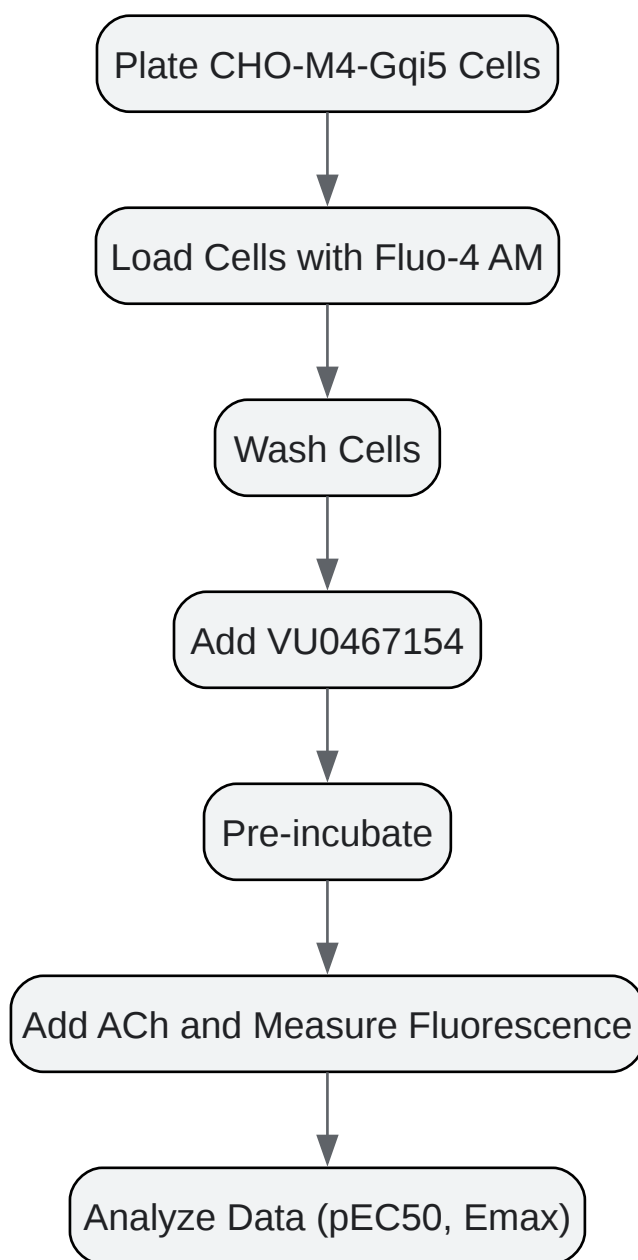 Plate CHO-M4-Gqi5 Cells
Load Cells with Fluo-4 AM
Wash Cells
Add VU0467154
Pre-incubate
Add ACh and Measure Fluorescence
Analyze Data (pEC50, Emax)